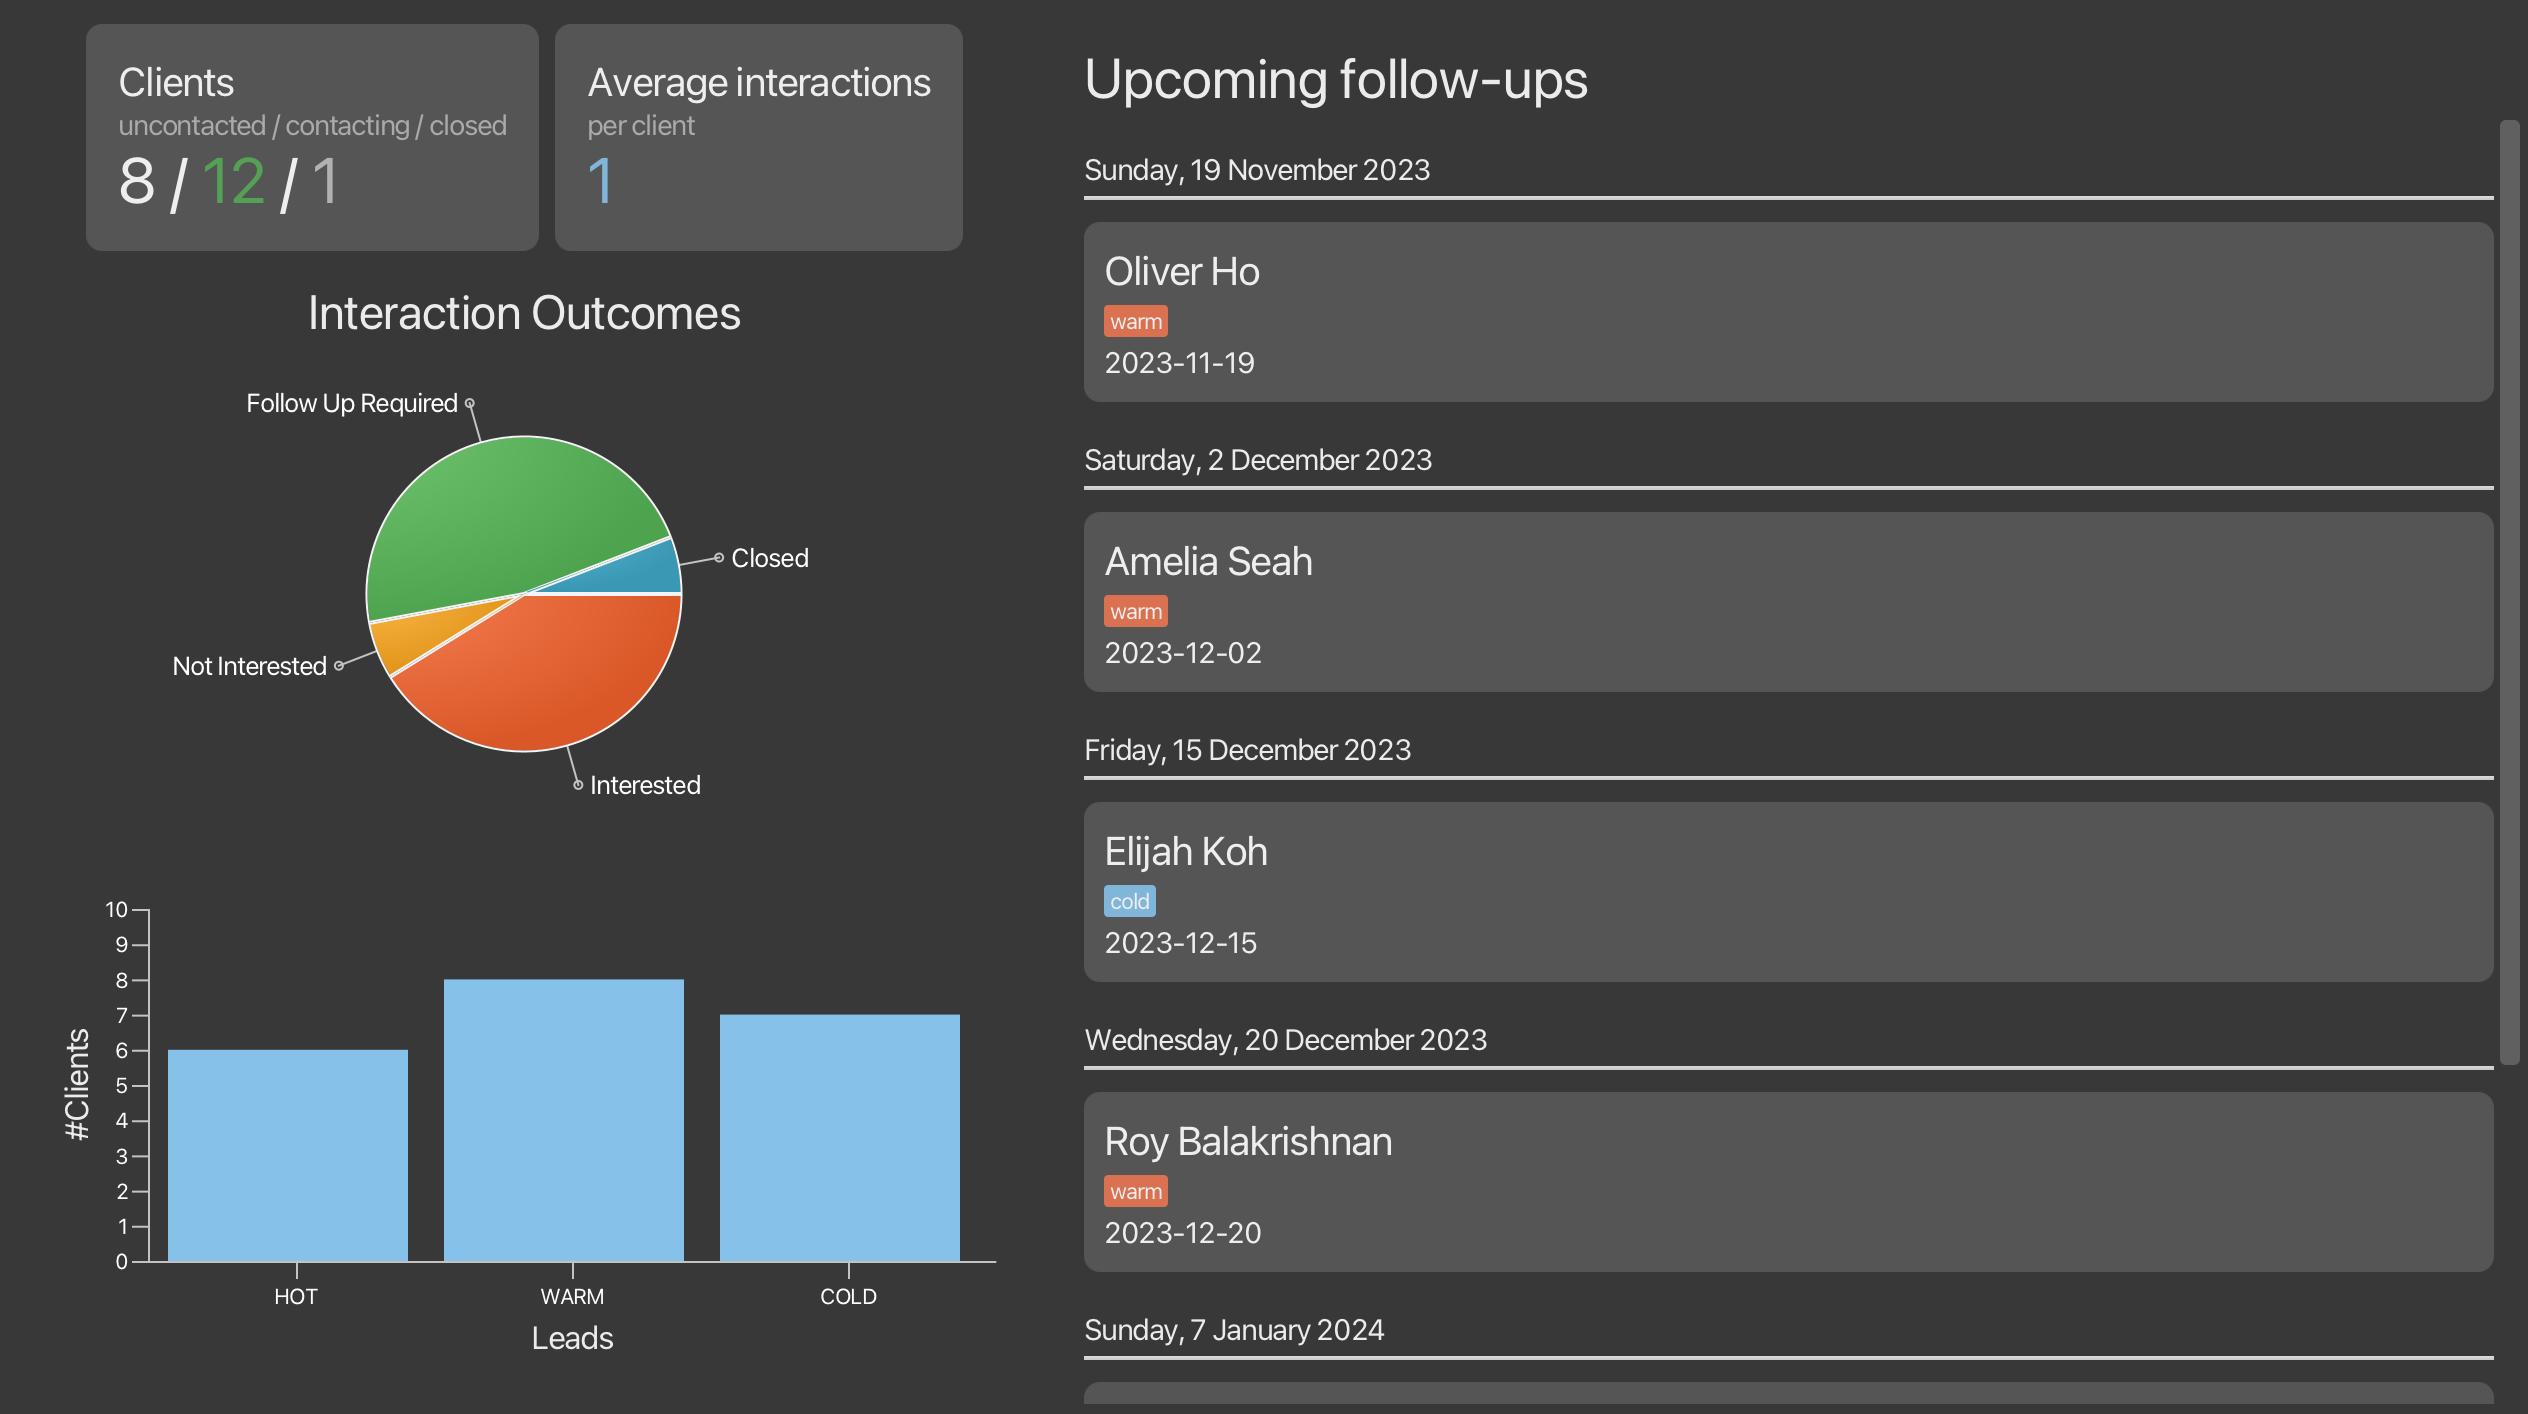 Clients
uncontacted / contacting / closed
8 / 12 / 1
Average interactions
per client
1
Interaction Outcomes
Follow Up Required
Closed
Not Interested
Interested
10
9
8
7
6
5
4
3
2
1
0
#Clients
HOT
WARM
COLD
Leads
Upcoming follow-ups
Sunday, 19 November 2023
Oliver Ho
warm
2023-11-19
Saturday, 2 December 2023
Amelia Seah
warm
2023-12-02
Friday, 15 December 2023
Elijah Koh
cold
2023-12-15
Wednesday, 20 December 2023
Roy Balakrishnan
warm
2023-12-20
Sunday, 7 January 2024